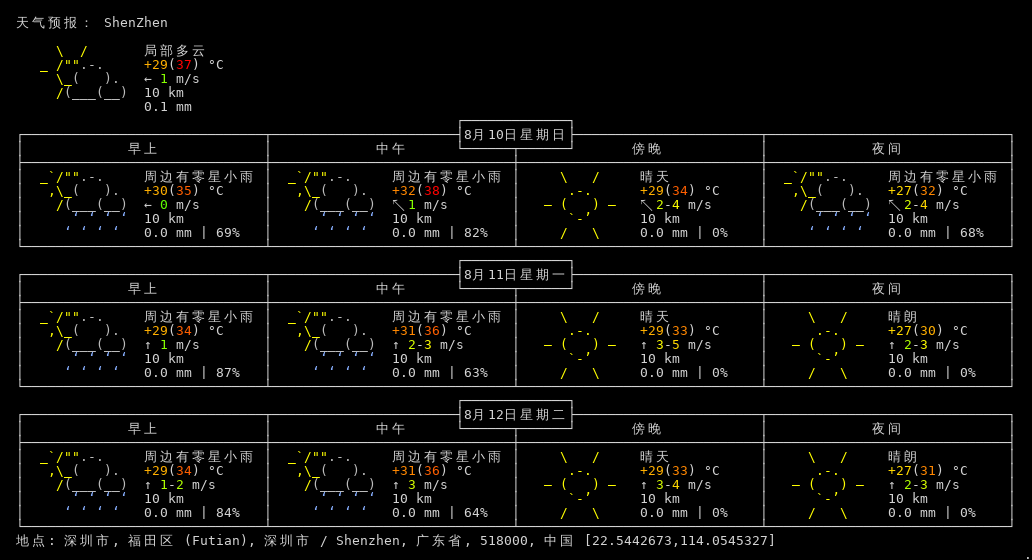 天气预报： ShenZhen
局部多云
+29(37) °C
← 1 m/s
10 km
0.1 mm
8月10日星期日
早上 中午 傍晚 夜间
周边有零星小雨 周边有零星小雨 晴天 周边有零星小雨
+30(35) °C +32(38) °C +29(34) °C +27(32) °C
← 0 m/s ↖ 1 m/s ↖ 2-4 m/s ↖ 2-4 m/s
10 km 10 km 10 km 10 km
0.0 mm | 69% 0.0 mm | 82% 0.0 mm | 0% 0.0 mm | 68%
8月11日星期一
早上 中午 傍晚 夜间
周边有零星小雨 周边有零星小雨 晴天 晴朗
+29(34) °C +31(36) °C +29(33) °C +27(30) °C
↑ 1 m/s ↑ 2-3 m/s ↑ 3-5 m/s ↑ 2-3 m/s
10 km 10 km 10 km 10 km
0.0 mm | 87% 0.0 mm | 63% 0.0 mm | 0% 0.0 mm | 0%
8月12日星期二
早上 中午 傍晚 夜间
周边有零星小雨 周边有零星小雨 晴天 晴朗
+29(34) °C +31(36) °C +29(33) °C +27(31) °C
↑ 1-2 m/s ↑ 3 m/s ↑ 3-4 m/s ↑ 2-3 m/s
10 km 10 km 10 km 10 km
0.0 mm | 84% 0.0 mm | 64% 0.0 mm | 0% 0.0 mm | 0%
地点: 深圳市, 福田区 (Futian), 深圳市 / Shenzhen, 广东省, 518000, 中国 [22.5442673,114.0545327]